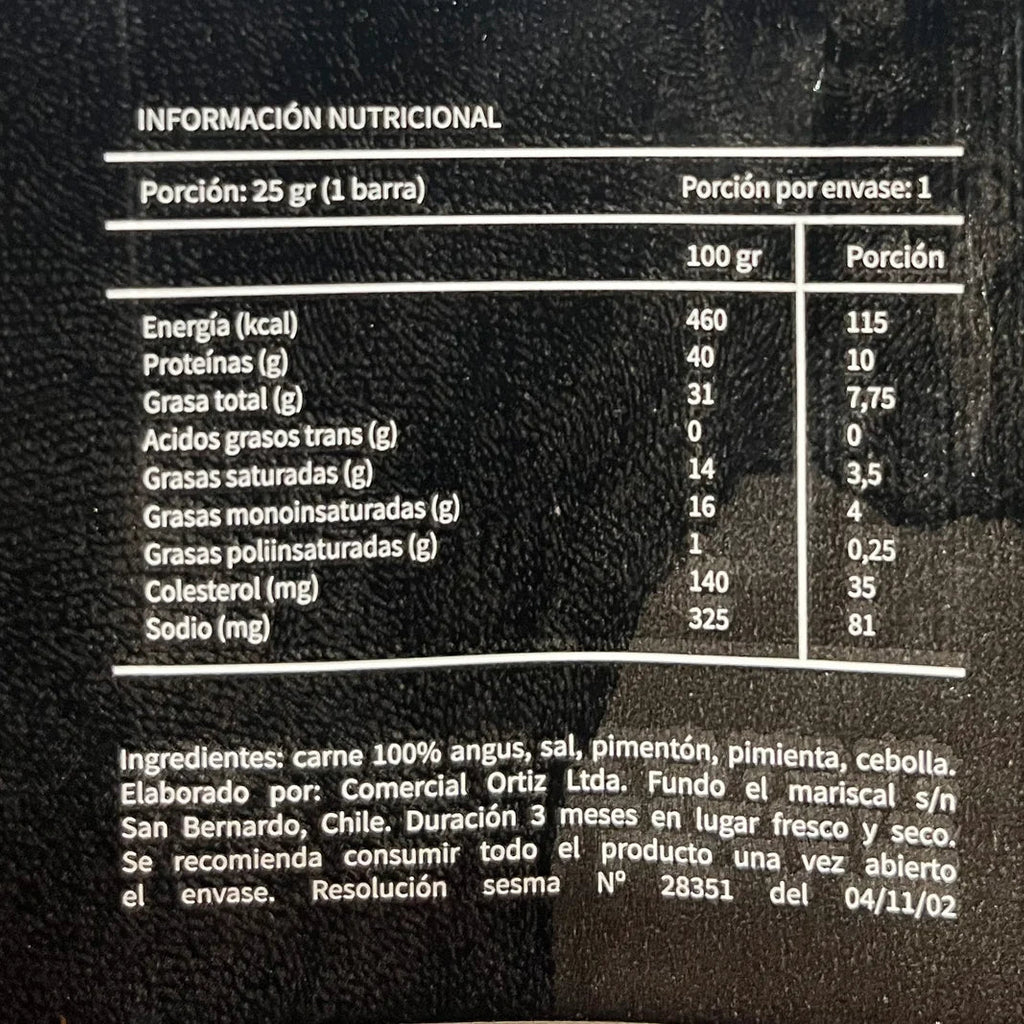 INFORMACIÓN NUTRICIONAL
Porción: 25 gr (1 barra) Porción por envase: 1
100 gr Porción
Energía (kcal) 460 115
Proteínas (g) 40 10
Grasa total (g) 31 7,75
Acidos grasos trans (g) 0 0
Grasas saturadas (g) 14 3,5
Grasas monoinsaturadas (g) 16 4
Grasas poliinsaturadas (g) 1 0,25
Colesterol (mg) 140 35
Sodio (mg) 325 81
Ingredientes: carne 100% angus, sal, pimentón, pimienta, cebolla.
Elaborado por: Comercial Ortiz Ltda. Fundo el mariscal s/n
San Bernardo, Chile. Duración 3 meses en lugar fresco y seco.
Se recomienda consumir todo el producto una vez abierto
el envase. Resolución sesma Nº 28351 del 04/11/02